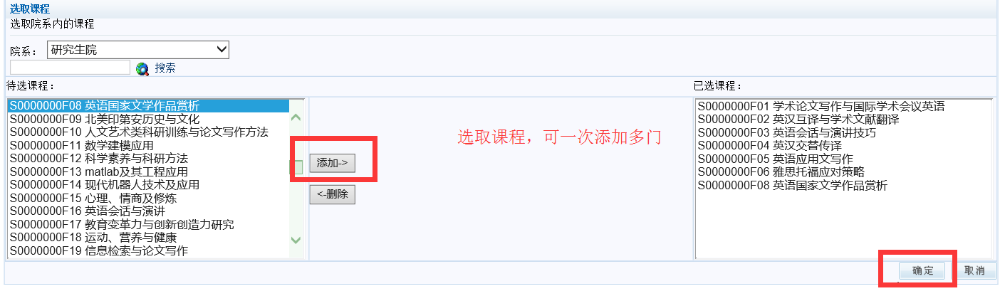 选取课程
选取院系内的课程
院系： 研究生院
搜索
待选课程：
S0000000F08 英语国家文学作品赏析
S0000000F09 北美印第安历史与文化
S0000000F10 人文艺术类科研训练与论文写作方法
S0000000F11 数学建模应用
S0000000F12 科学素养与科研方法
S0000000F13 matlab及其工程应用
S0000000F14 现代机器人技术及应用
S0000000F15 心理、情商及修炼
S0000000F16 英语会话与演讲
S0000000F17 教育变革力与创新创造力研究
S0000000F18 运动、营养与健康
S0000000F19 信息检索与论文写作
添加->
<-删除
选取课程，可一次添加多门
已选课程：
S0000000F01 学术论文写作与国际学术会议英语
S0000000F02 英汉互译与学术文献翻译
S0000000F03 英语会话与演讲技巧
S0000000F04 英汉交替传译
S0000000F05 英语应用文写作
S0000000F06 雅思托福应对策略
S0000000F08 英语国家文学作品赏析
确定 取消